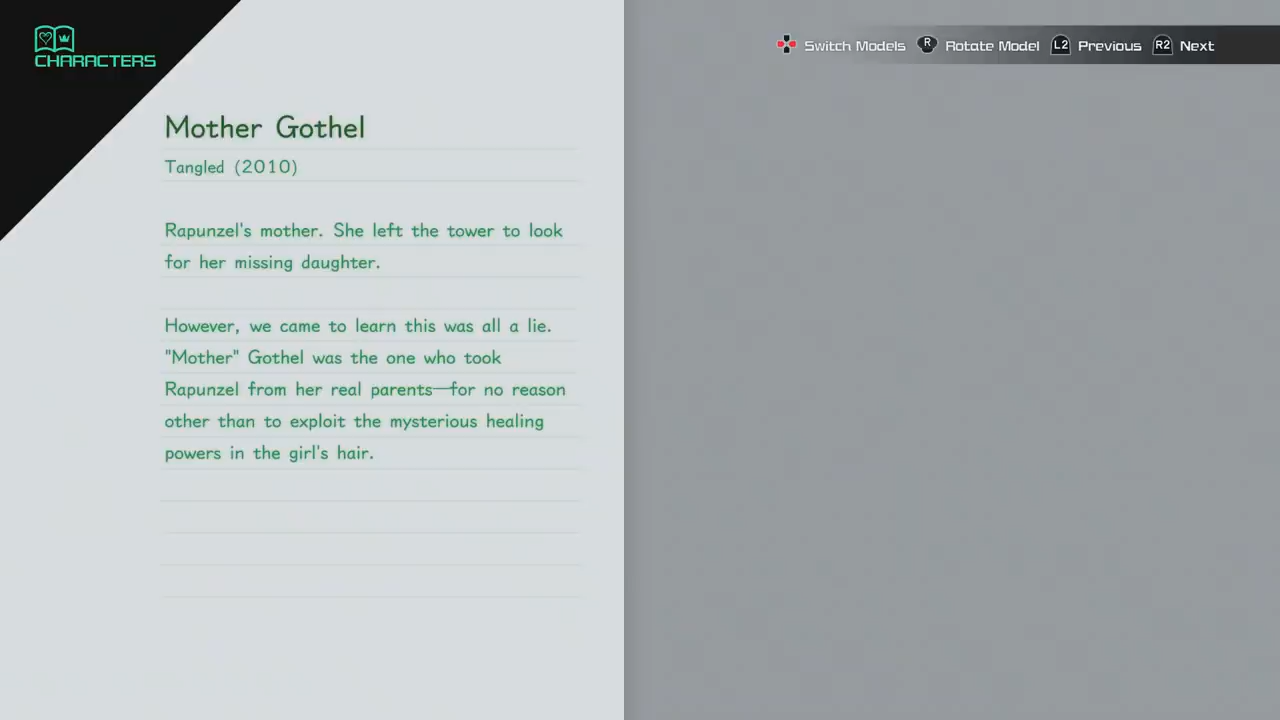 CHARACTERS
Switch Models R Rotate Model L2 Previous R2 Next
Mother Gothel
Tangled (2010)
Rapunzel's mother. She left the tower to look
for her missing daughter.
However, we came to learn this was all a lie.
"Mother" Gothel was the one who took
Rapunzel from her real parents—for no reason
other than to exploit the mysterious healing
powers in the girl's hair.